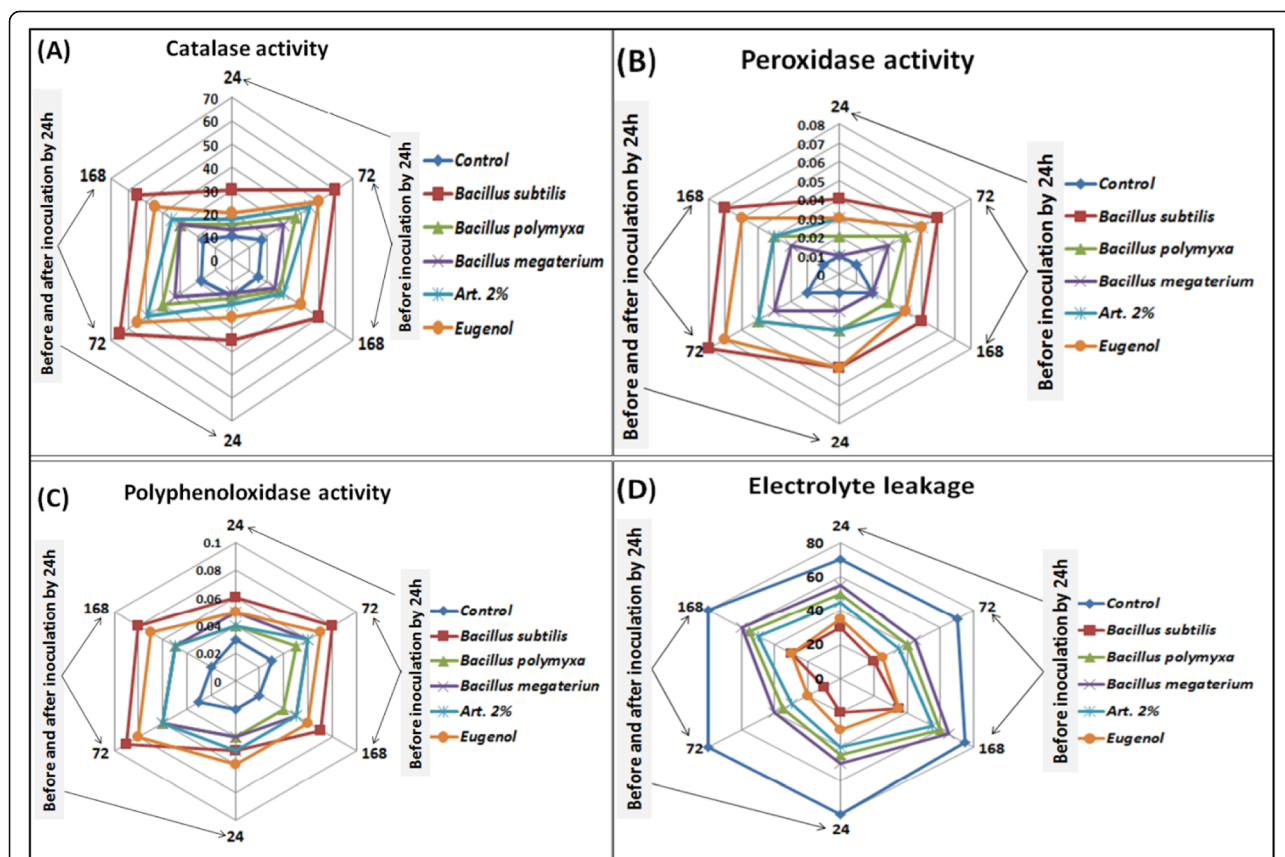 (A)
Catalase activity
24
70
60
50
40
30
20
10
0
72
168
24
72
168
Before and after inoculation by 24h
Before inoculation by 24h
Control
Bacillus subtilis
Bacillus polymyxa
Bacillus megaterium
Art. 2%
Eugenol
(B)
Peroxidase activity
24
0.08
0.07
0.06
0.05
0.04
0.03
0.02
0.01
0
72
168
24
72
168
Before and after inoculation by 24h
Before inoculation by 24h
Control
Bacillus subtilis
Bacillus polymyxa
Bacillus megaterium
Art. 2%
Eugenol
(C)
Polyphenoloxidase activity
24
0.1
0.08
0.06
0.04
0.02
0
72
168
24
72
168
Before and after inoculation by 24h
Before inoculation by 24h
Control
Bacillus subtilis
Bacillus polymyxa
Bacillus megateriun
Art. 2%
Eugenol
(D)
Electrolyte leakage
24
80
60
40
20
0
72
168
24
72
168
Before and after inoculation by 24h
Before inoculation by 24h
Control
Bacillus subtilis
Bacillus polymyxa
Bacillus megaterium
Art. 2%
Eugenol